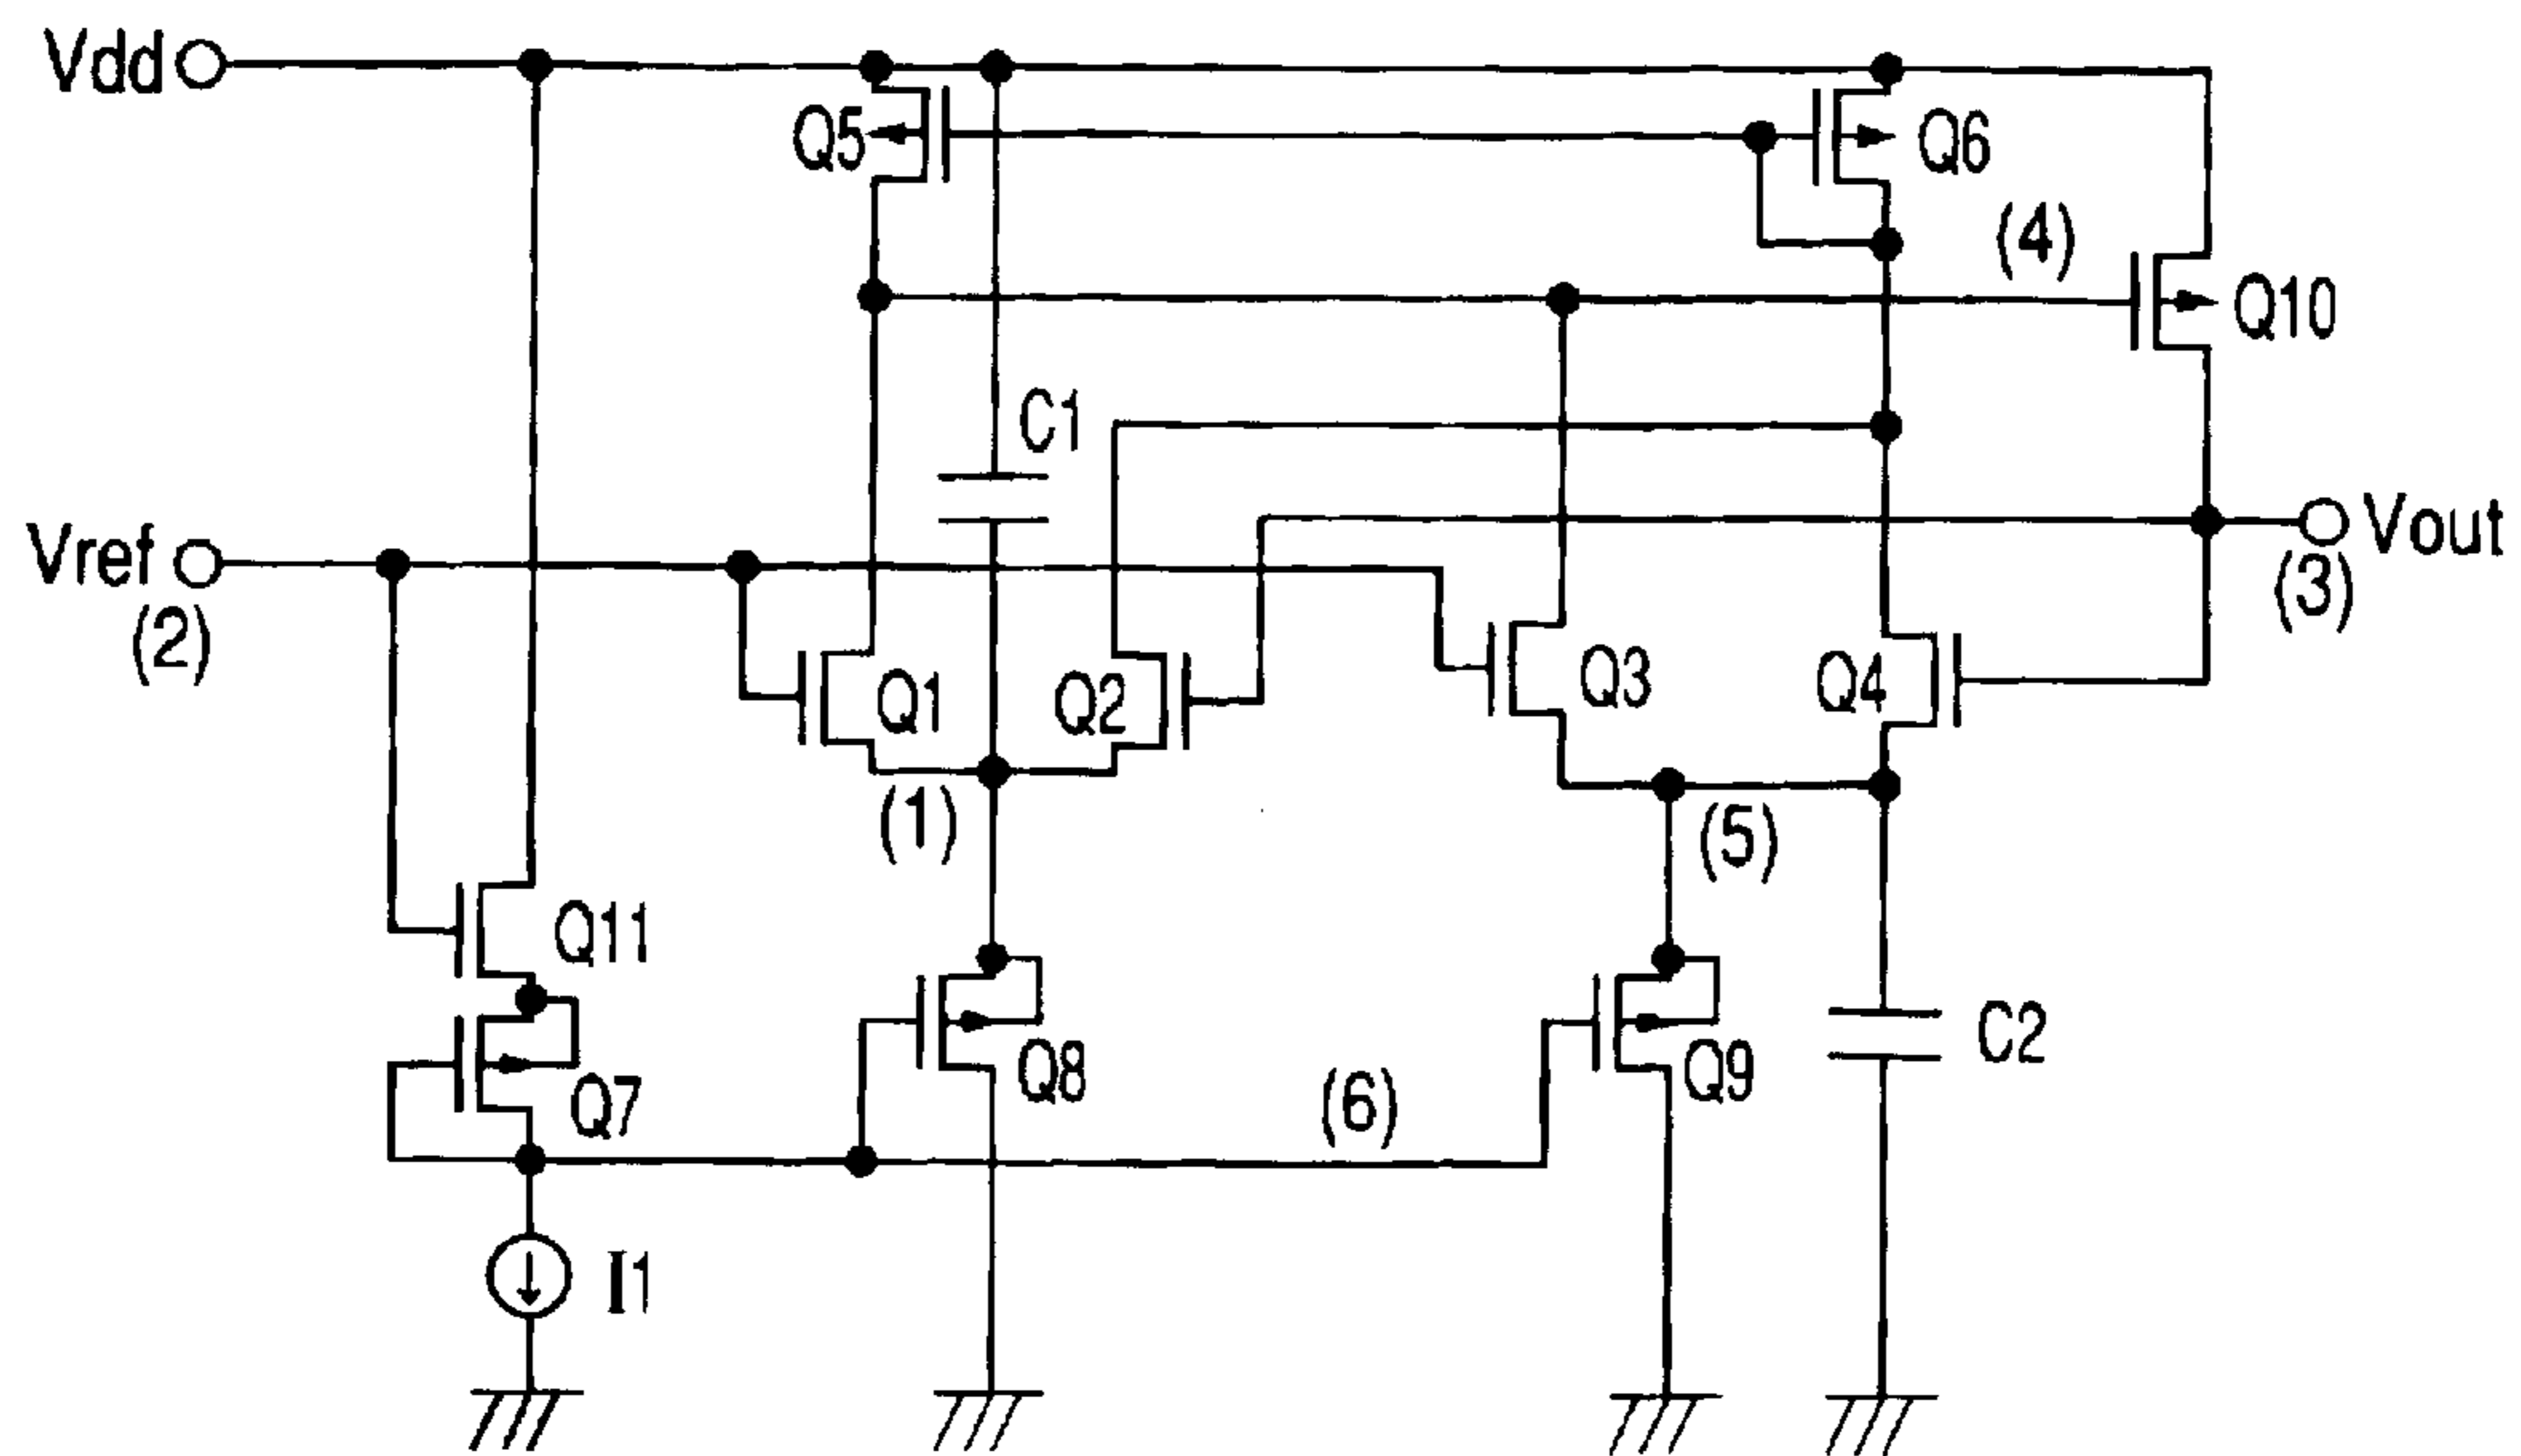 Vdd
Q5
Q6
(4)
Q10
C1
Vref
(2)
Vout
(3)
Q1
Q2
Q3
Q4
(1)
(5)
Q11
Q7
Q8
(6)
Q9
C2
I1